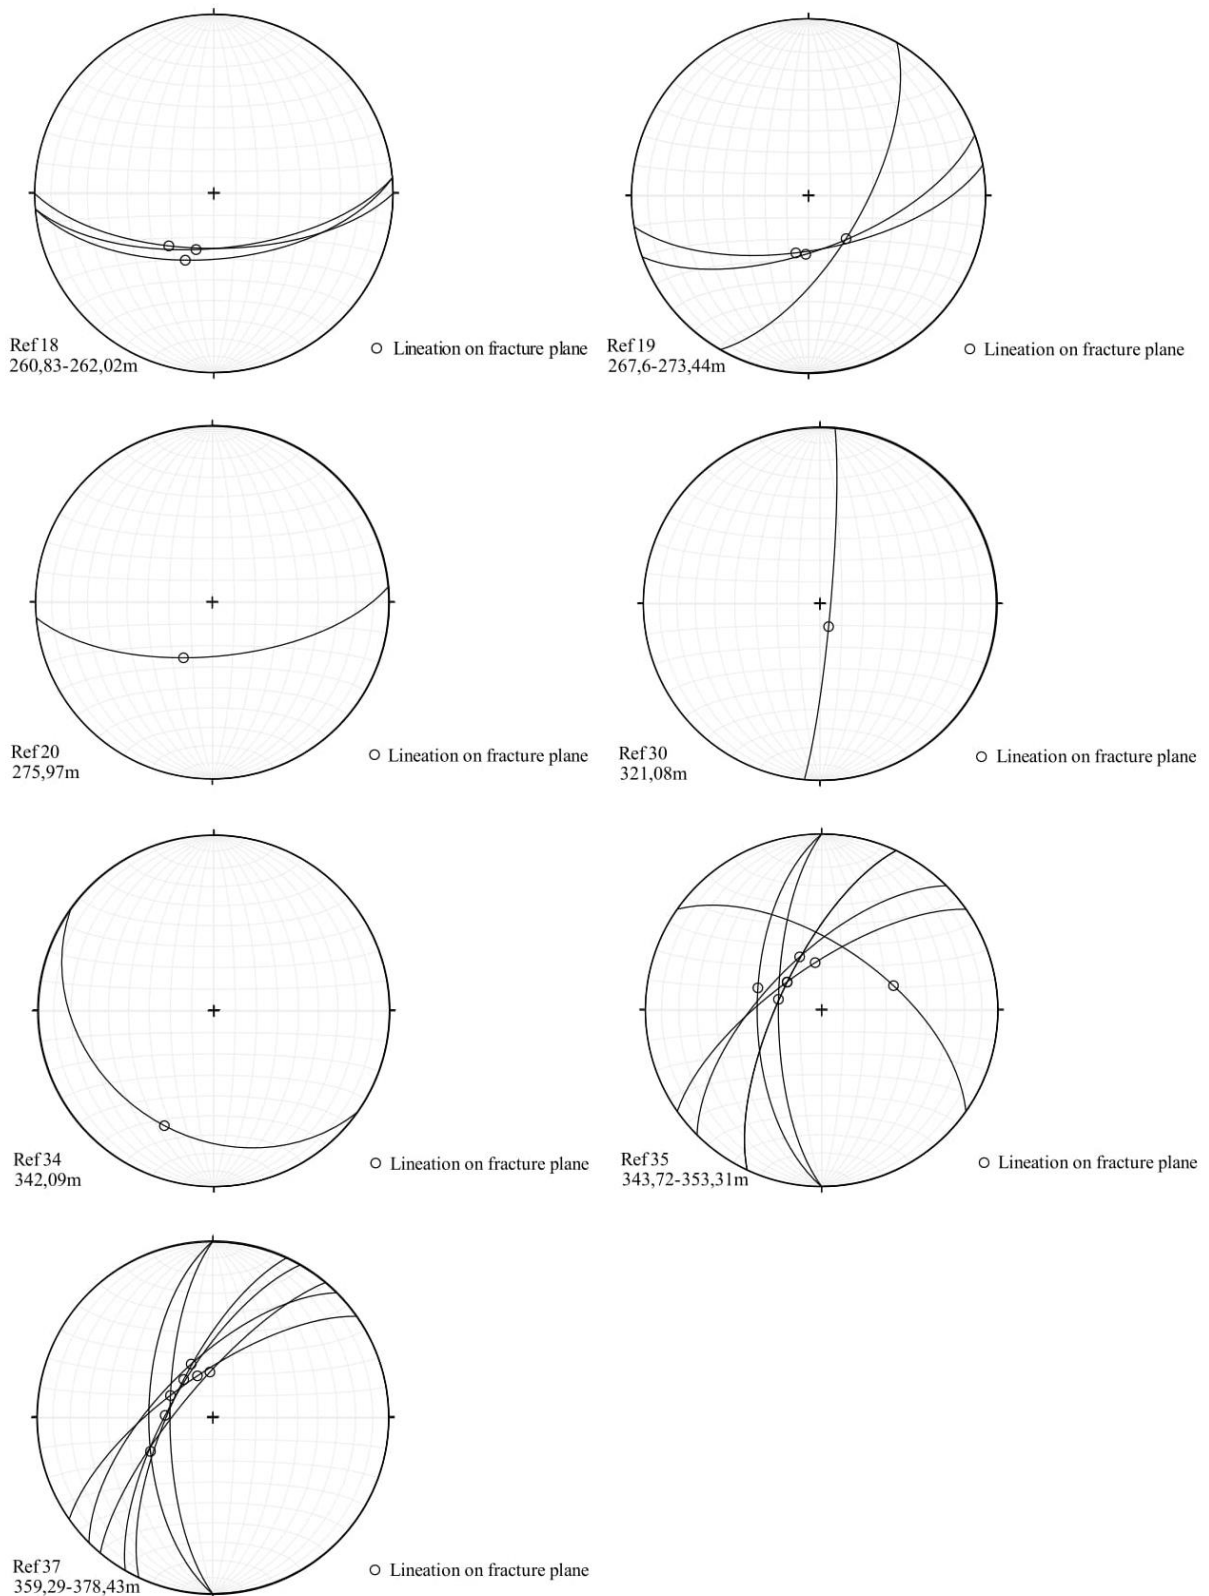 Ref 18
260,83-262,02m
Lineation on fracture plane
Ref 19
267,6-273,44m
Lineation on fracture plane
Ref 20
275,97m
Lineation on fracture plane
Ref 30
321,08m
Lineation on fracture plane
Ref 34
342,09m
Lineation on fracture plane
Ref 35
343,72-353,31m
Lineation on fracture plane
Ref 37
359,29-378,43m
Lineation on fracture plane